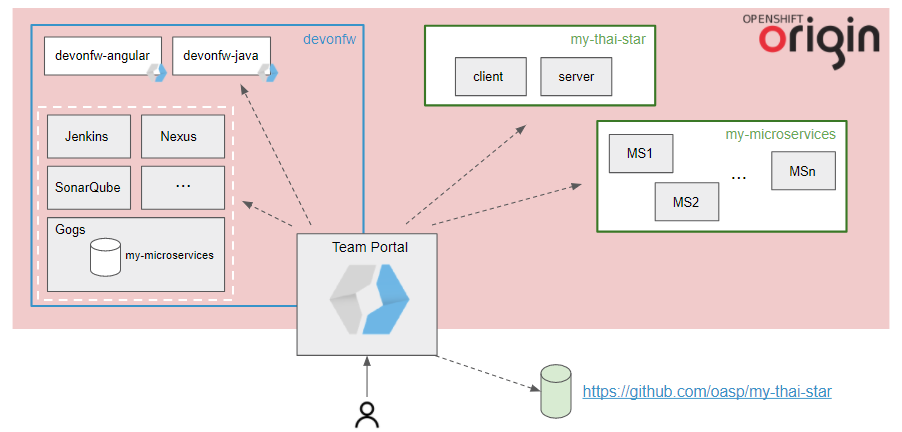 devonfw
devonfw-angular
devonfw-java
Jenkins
Nexus
SonarQube
...
Gogs
my-microservices
Team Portal
my-thai-star
client
server
OPENSHIFT
origin
my-microservices
MS1
MS2
...
MSn
https://github.com/oasp/my-thai-star